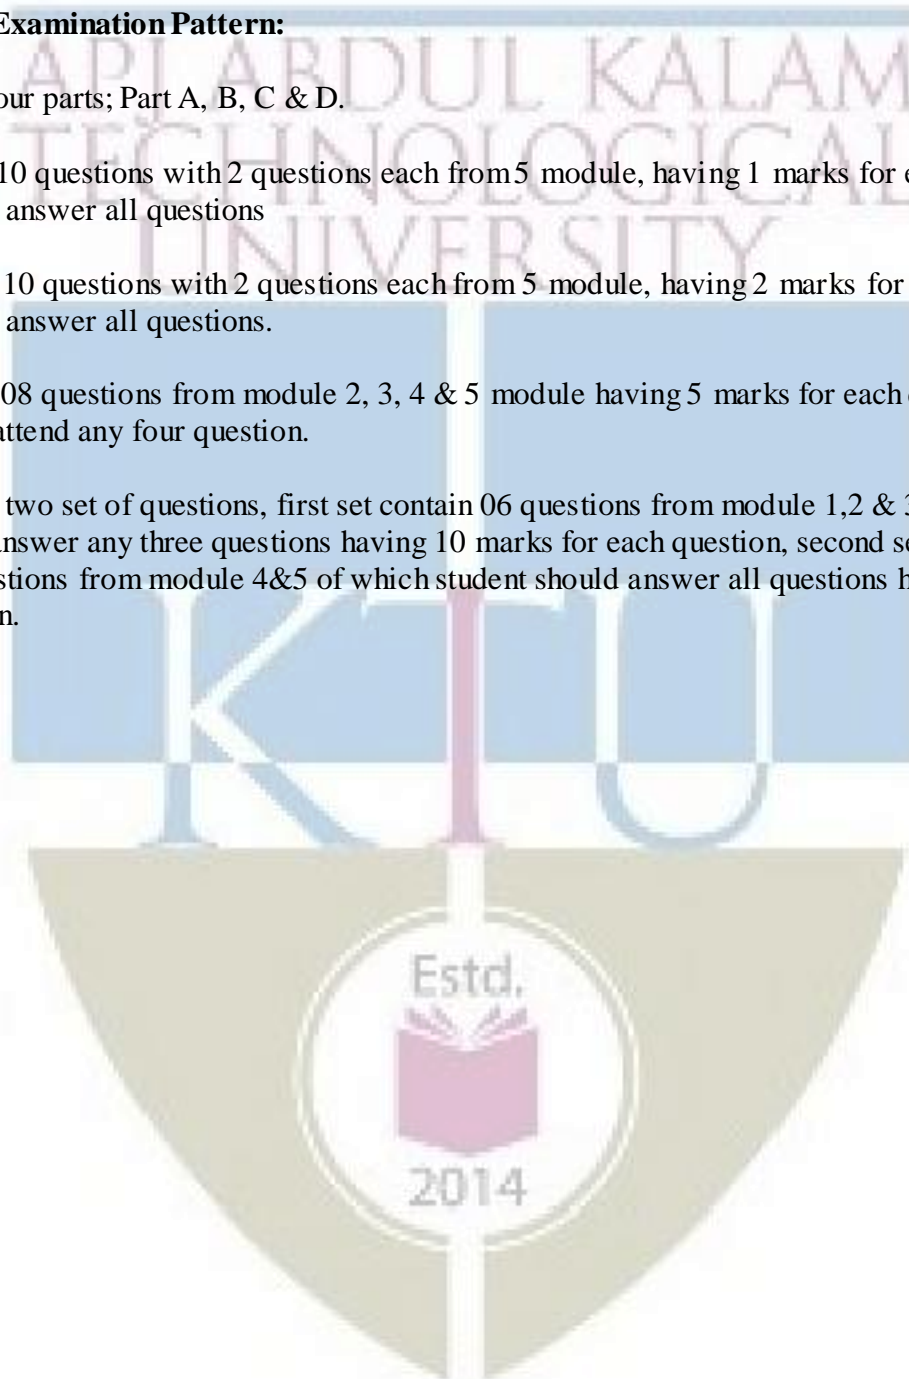 Examination Pattern:
APJ ABDUL KALAM
our parts; Part A, B, C & D.
TECHNOLOGICAL
10 questions with 2 questions each from 5 module, having 1 marks for
answer all questions
UNIVERSITY
10 questions with 2 questions each from 5 module, having 2 marks for
answer all questions.
08 questions from module 2, 3, 4 & 5 module having 5 marks for each
attend any four question.
two set of questions, first set contain 06 questions from module 1,2 & 3
answer any three questions having 10 marks for each question, second se
stions from module 4&5 of which student should answer all questions h
n.
KTU
Estd.
2014